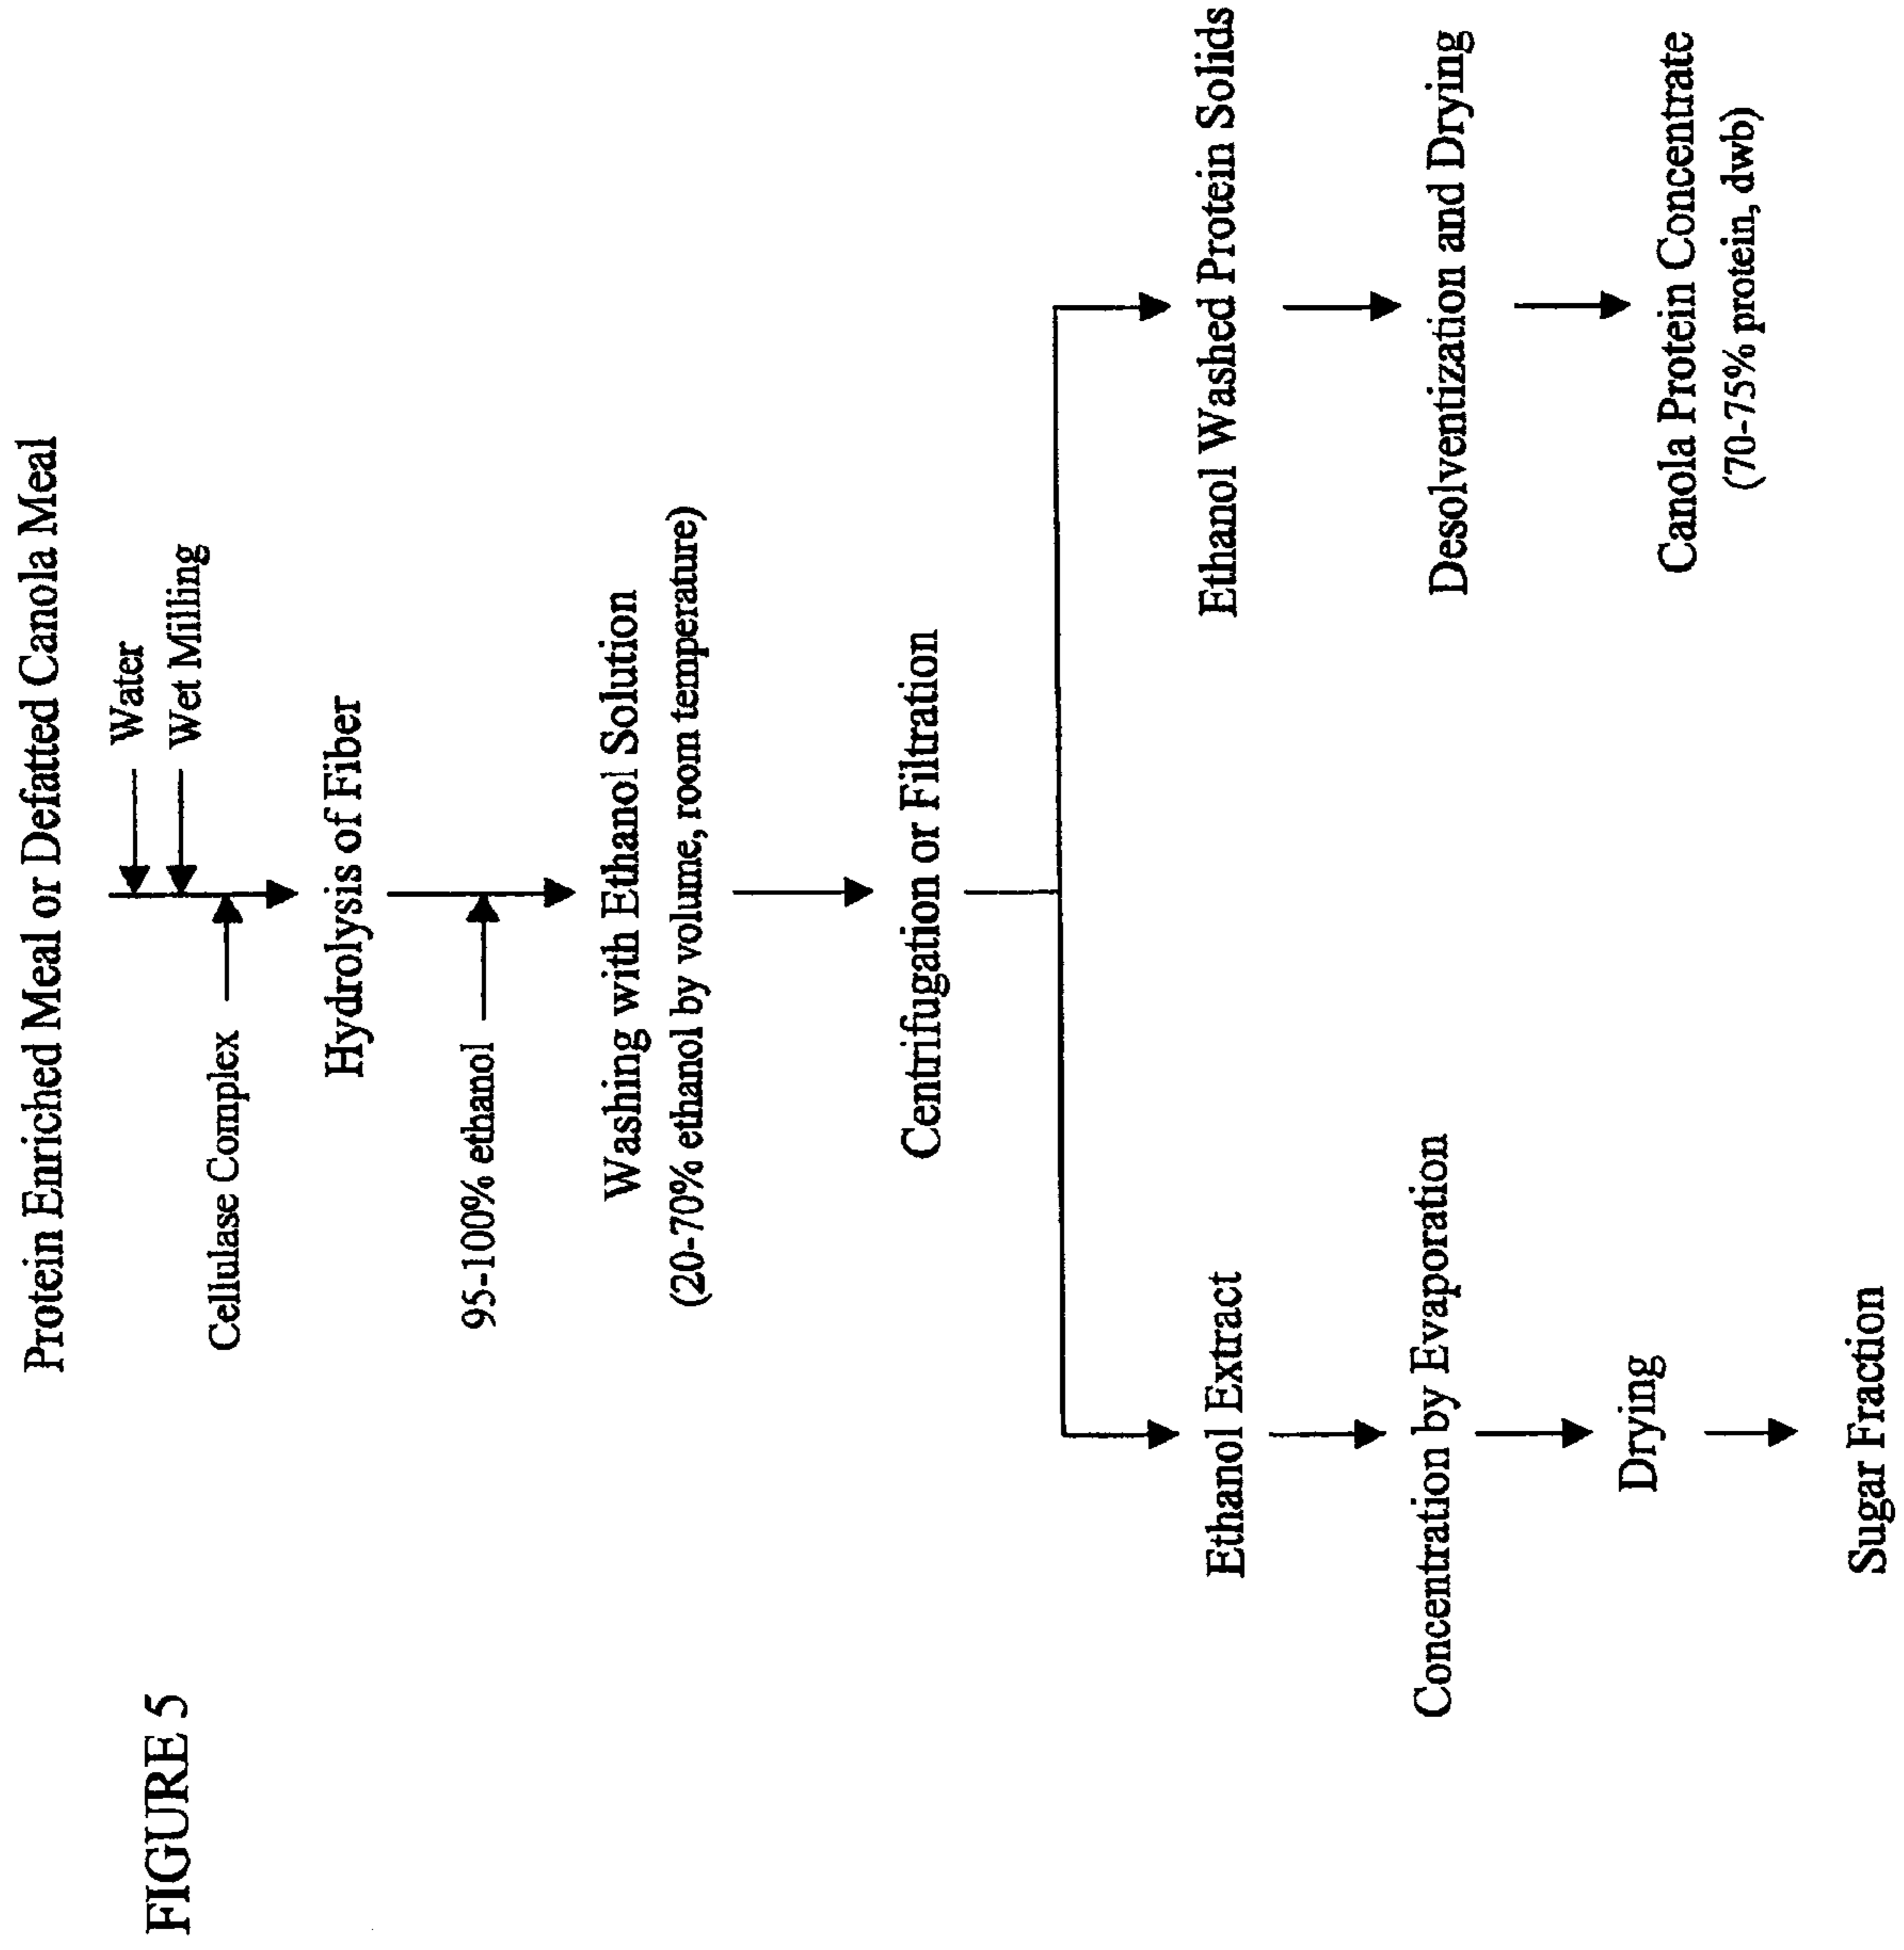 FIGURE 5
Protein Enriched Meal or Defatted Canola Meal
Water
Wet Milling
Cellulase Complex
Hydrolysis of Fiber
95-100% ethanol
Washing with Ethanol Solution
(20-70% ethanol by volume, room temperature)
Centrifugation or Filtration
Ethanol Extract
Concentration by Evaporation
Drying
Sugar Fraction
Ethanol Washed Protein Solids
Desolventization and Drying
Canola Protein Concentrate
(70-75% protein, dwb)